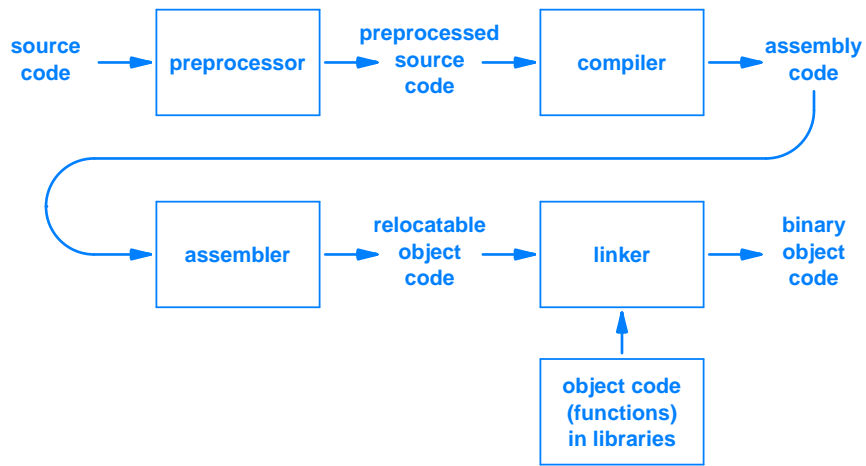 source
code
preprocessor
preprocessed
source
code
compiler
assembly
code
assembler
relocatable
object
code
linker
binary
object
code
object code
(functions)
in libraries